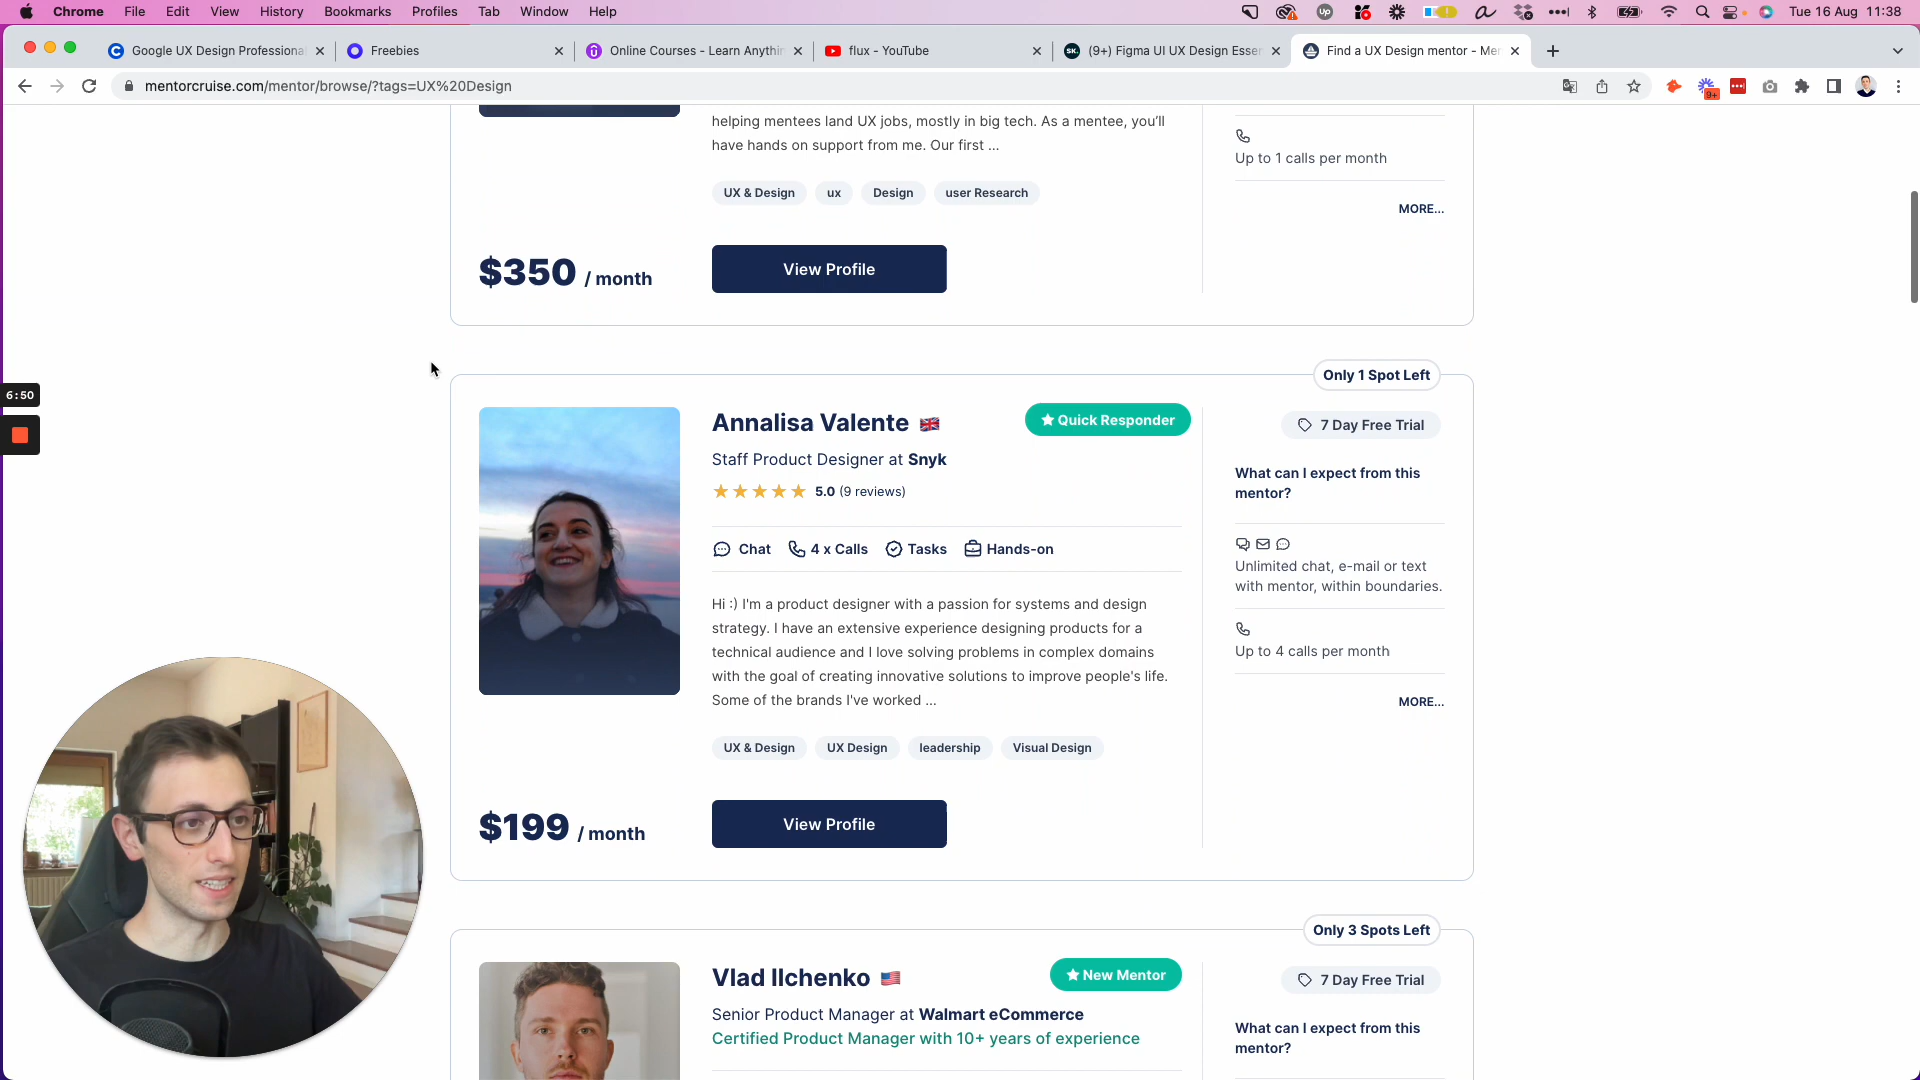 Chrome File Edit View History Bookmarks Profiles Tab Window Help Tue 16 Aug 11:38
Google UX Design Professiona Freebies Online Courses - Learn Anythin flux - YouTube (9+) Figma UI UX Design Esser Find a UX Design mentor - Mer
mentorcruise.com/mentor/browse/?tags=UX%20Design
9+
helping mentees land UX jobs, mostly in big tech. As a mentee, you'll
have hands on support from me. Our first ...
UX & Design ux Design user Research
$350 / month
View Profile
Up to 1 calls per month
MORE...
6:50
Only 1 Spot Left
Annalisa Valente
Quick Responder
Staff Product Designer at Snyk
5.0 (9 reviews)
Chat 4 x Calls Tasks Hands-on
Hi :) I'm a product designer with a passion for systems and design
strategy. I have an extensive experience designing products for a
technical audience and I love solving problems in complex domains
with the goal of creating innovative solutions to improve people's life.
Some of the brands I've worked ...
UX & Design UX Design leadership Visual Design
$199 / month
View Profile
7 Day Free Trial
What can I expect from this
mentor?
Unlimited chat, e-mail or text
with mentor, within boundaries.
Up to 4 calls per month
MORE...
Only 3 Spots Left
Vlad Ilchenko
New Mentor
Senior Product Manager at Walmart eCommerce
Certified Product Manager with 10+ years of experience
7 Day Free Trial
What can I expect from this
mentor?